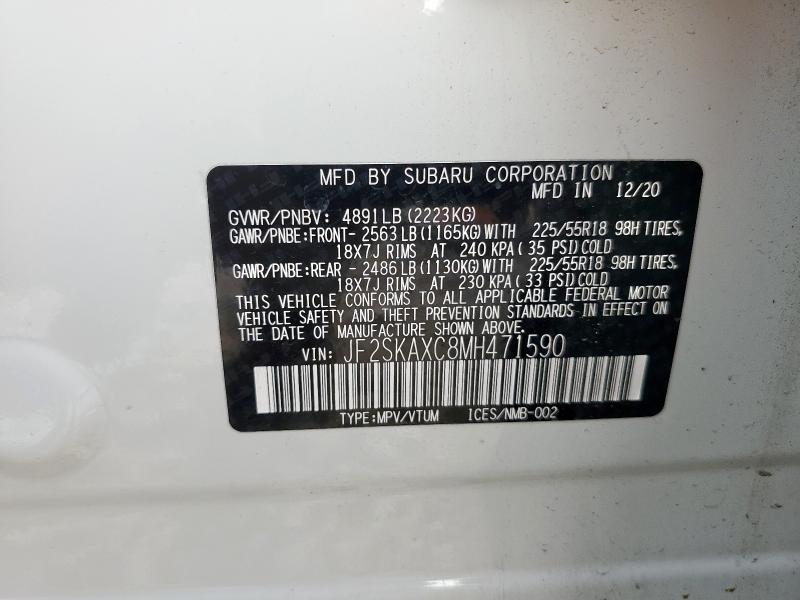 MFD BY SUBARU CORPORATION
MFD IN 12/20
GVWR/PNBV: 4891LB(2223KG)
GAWR/PNBE:FRONT- 2563LB(1165KG)WITH 225/55R18 98H TIRES,
18X7J RIMS AT 240 KPA(35 PSI)COLD
GAWR/PNBE:REAR - 2486LB(1130KG)WITH 225/55R18 98H TIRES,
18X7J RIMS AT 230 KPA(33 PSI)COLD
THIS VEHICLE CONFORMS TO ALL APPLICABLE FEDERAL MOTOR
VEHICLE SAFETY AND THEFT PREVENTION STANDARDS IN EFFECT ON
THE DATE OF MANUFACTURE SHOWN ABOVE.
VIN: JF2SKAXC8MH471590
TYPE:MPV/VTUM ICES/NMB-002